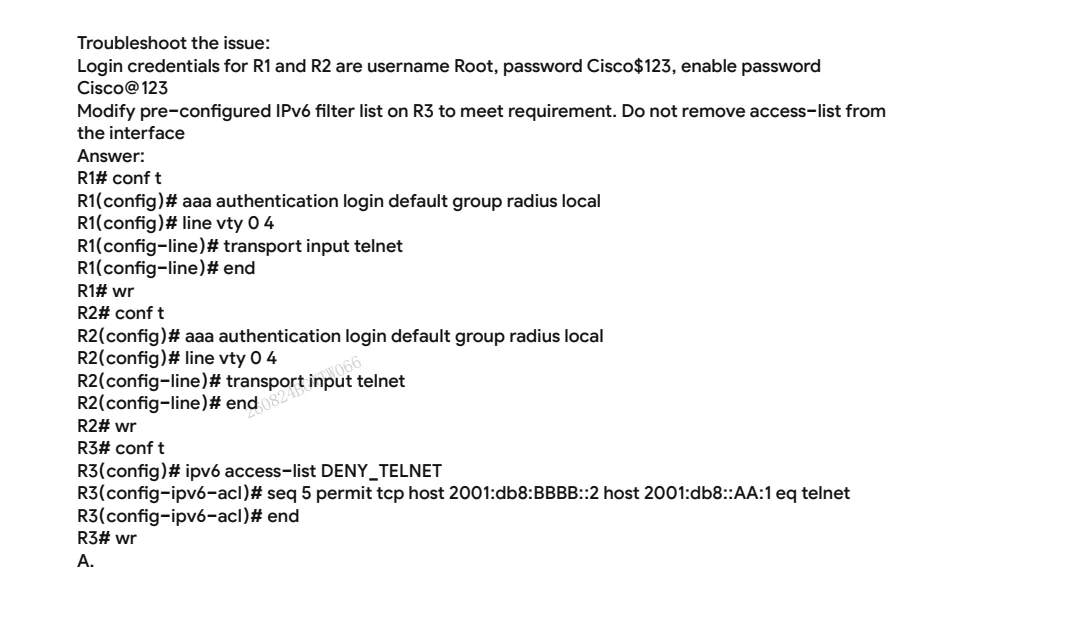 Troubleshoot the issue:
Login credentials for R1 and R2 are username Root, password Cisco$123, enable password
Cisco@123
Modify pre-configured IPv6 filter list on R3 to meet requirement. Do not remove access-list from
the interface
Answer:
R1# conf t
R1(config)# aaa authentication login default group radius local
R1(config)# line vty 0 4
R1(config-line)# transport input telnet
R1(config-line)# end
R1# wr
R2# conf t
R2(config)# aaa authentication login default group radius local
R2(config)# line vty 0 4
R2(config-line)# transport input telnet
R2(config-line)# end
R2# wr
R3# conf t
R3(config)# ipv6 access-list DENY_TELNET
R3(config-ipv6-acl)# seq 5 permit tcp host 2001:db8:BBBB::2 host 2001:db8::AA:1 eq telnet
R3(config-ipv6-acl)# end
R3# wr
A.